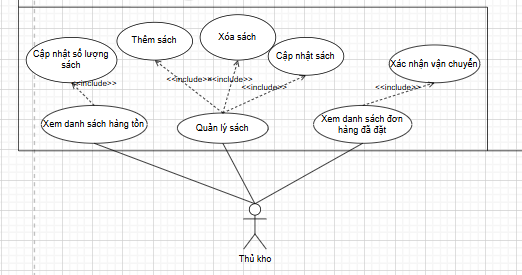 Cập nhật số lượng
sách
Thêm sách
Xóa sách
Cập nhật sách
Xác nhận vận chuyển
<<include>>
<<include>>
<<include>>
<<include>>
<<include>>
Xem danh sách hàng tồn
Quản lý sách
Xem danh sách đơn
hàng đã đặt
Thủ kho